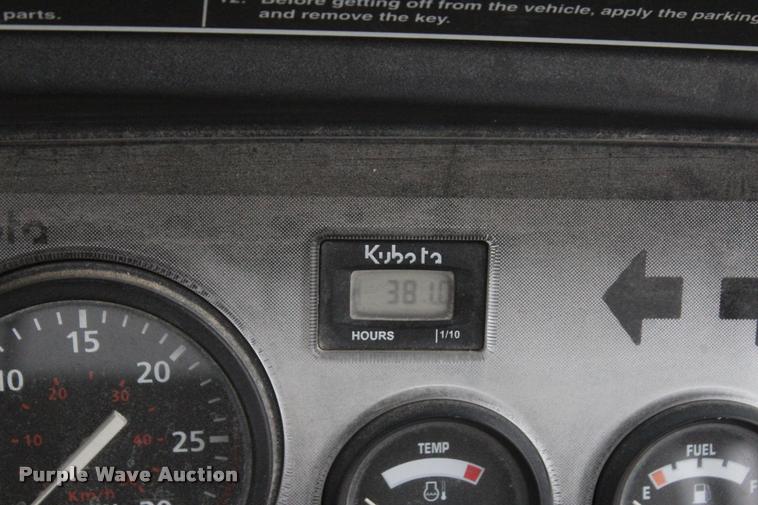 parts.
12. Before getting off from the vehicle, apply the parking
and remove the key.
Kubota
381.0
HOURS 1/10
10 15 20 25
10 20 30 40
Km/h
TEMP
FUEL
E F
Purple Wave Auction